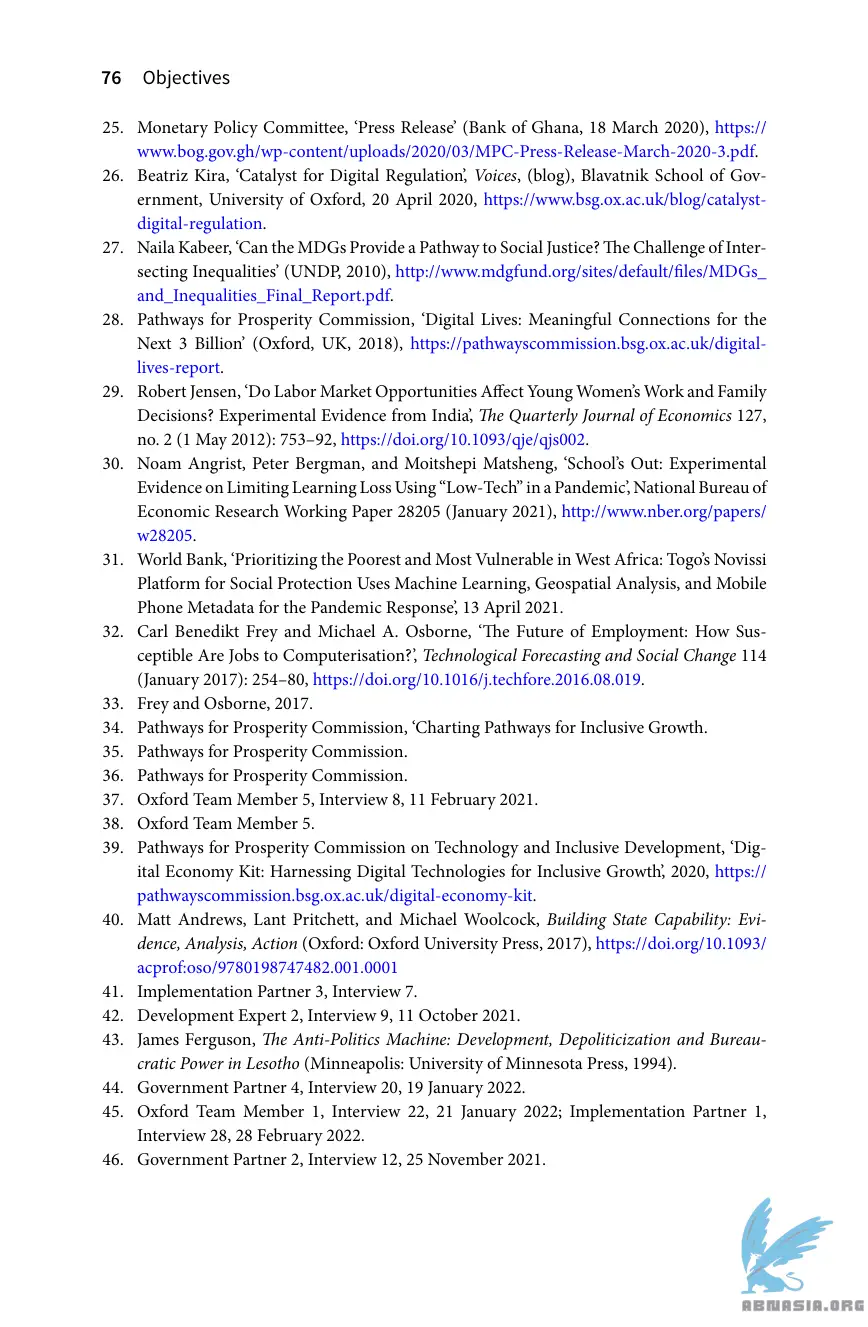 76 Objectives
25. Monetary Policy Committee, ‘Press Release’ (Bank of Ghana, 18 March 2020), https://
www.bog.gov.gh/wp-content/uploads/2020/03/MPC-Press-Release-March-2020-3.pdf.
26. Beatriz Kira, ‘Catalyst for Digital Regulation’, Voices, (blog), Blavatnik School of Gov-
ernment, University of Oxford, 20 April 2020, https://www.bsg.ox.ac.uk/blog/catalyst-
digital-regulation.
27. Naila Kabeer, ‘Can the MDGs Provide a Pathway to Social Justice? The Challenge of Inter-
secting Inequalities’ (UNDP, 2010), http://www.mdgfund.org/sites/default/files/MDGs_
and_Inequalities_Final_Report.pdf.
28. Pathways for Prosperity Commission, ‘Digital Lives: Meaningful Connections for the
Next 3 Billion’ (Oxford, UK, 2018), https://pathwayscommission.bsg.ox.ac.uk/digital-
lives-report.
29. Robert Jensen, ‘Do Labor Market Opportunities Affect Young Women’s Work and Family
Decisions? Experimental Evidence from India’, The Quarterly Journal of Economics 127,
no. 2 (1 May 2012): 753–92, https://doi.org/10.1093/qje/qjs002.
30. Noam Angrist, Peter Bergman, and Moitshepi Matsheng, ‘School’s Out: Experimental
Evidence on Limiting Learning Loss Using “Low-Tech” in a Pandemic’, National Bureau of
Economic Research Working Paper 28205 (January 2021), http://www.nber.org/papers/
w28205.
31. World Bank, ‘Prioritizing the Poorest and Most Vulnerable in West Africa: Togo’s Novissi
Platform for Social Protection Uses Machine Learning, Geospatial Analysis, and Mobile
Phone Metadata for the Pandemic Response’, 13 April 2021.
32. Carl Benedikt Frey and Michael A. Osborne, ‘The Future of Employment: How Sus-
ceptible Are Jobs to Computerisation?’, Technological Forecasting and Social Change 114
(January 2017): 254–80, https://doi.org/10.1016/j.techfore.2016.08.019.
33. Frey and Osborne, 2017.
34. Pathways for Prosperity Commission, ‘Charting Pathways for Inclusive Growth.
35. Pathways for Prosperity Commission.
36. Pathways for Prosperity Commission.
37. Oxford Team Member 5, Interview 8, 11 February 2021.
38. Oxford Team Member 5.
39. Pathways for Prosperity Commission on Technology and Inclusive Development, ‘Dig-
ital Economy Kit: Harnessing Digital Technologies for Inclusive Growth’, 2020, https://
pathwayscommission.bsg.ox.ac.uk/digital-economy-kit.
40. Matt Andrews, Lant Pritchett, and Michael Woolcock, Building State Capability: Evi-
dence, Analysis, Action (Oxford: Oxford University Press, 2017), https://doi.org/10.1093/
acprof:oso/9780198747482.001.0001
41. Implementation Partner 3, Interview 7.
42. Development Expert 2, Interview 9, 11 October 2021.
43. James Ferguson, The Anti-Politics Machine: Development, Depoliticization and Bureau-
cratic Power in Lesotho (Minneapolis: University of Minnesota Press, 1994).
44. Government Partner 4, Interview 20, 19 January 2022.
45. Oxford Team Member 1, Interview 22, 21 January 2022; Implementation Partner 1,
Interview 28, 28 February 2022.
46. Government Partner 2, Interview 12, 25 November 2021.
ABNASIA.ORG